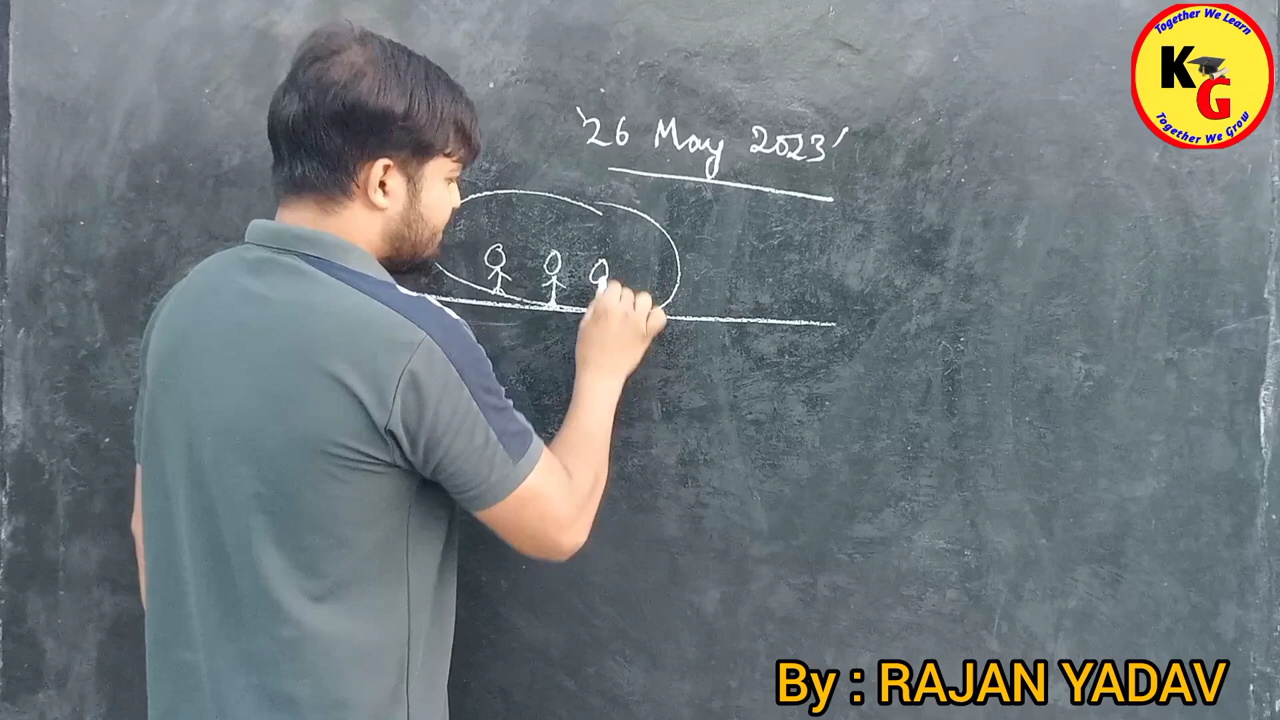 '26 May 2023'
Together We Learn
KG
Together We Grow
By : RAJAN YADAV